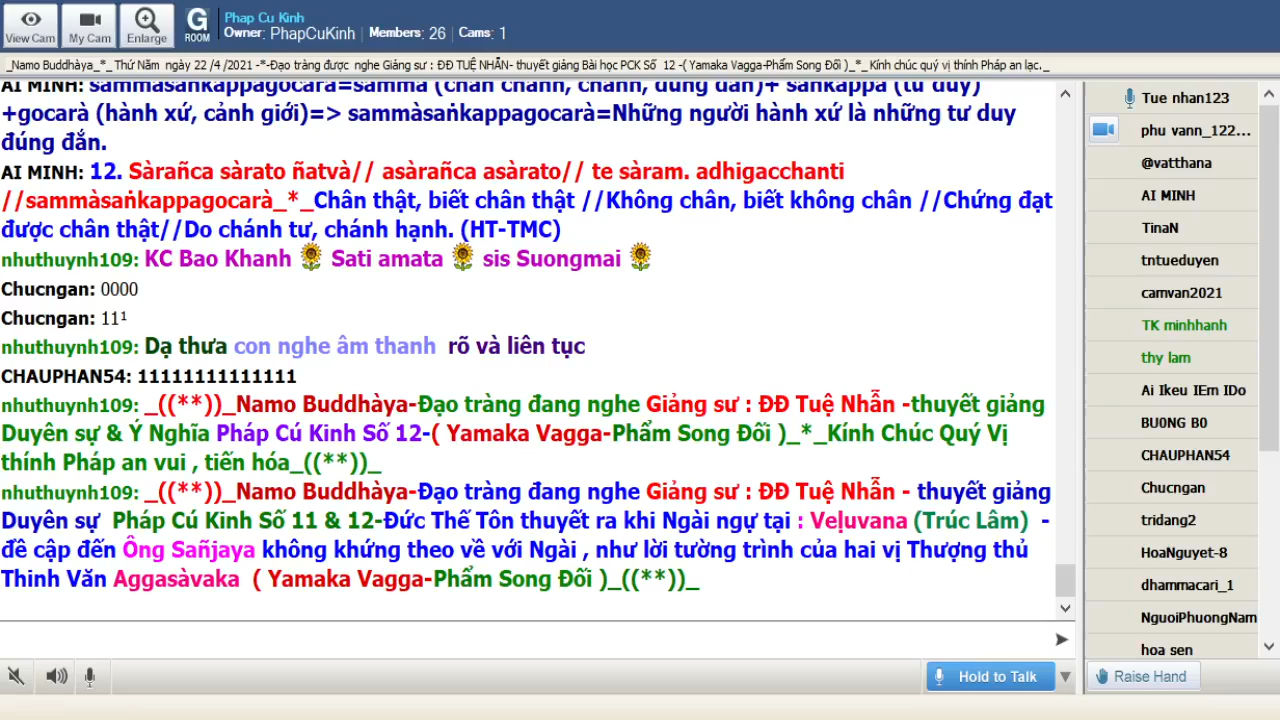 View Cam
My Cam
Enlarge
G
ROOM
Phap Cu Kinh
Owner: PhapCuKinh | Members: 26 | Cams: 1
_Namo Buddhàya_*_ Thứ Năm ngày 22 /4 /2021 -*-Đạo tràng được nghe Giảng sư : ĐĐ TUỆ NHẪN- thuyết giảng Bài học PCK Số 12 -( Yamaka Vagga-Phẩm Song Đối )_*_ Kính chúc quý vị thính Pháp an lạc._
AI MINH: sammàsaṅkappagocarà=sammà (chân chánh, chánh, đúng đắn)+ saṅkappa (tư duy)
+gocarà (hành xứ, cảnh giới)=> sammàsaṅkappagocarà=Những người hành xứ là những tư duy
đúng đắn.
AI MINH: 12. Sàrañca sàrato ñatvà// asàrañca asàrato// te sàram. adhigacchanti
//sammàsaṅkappagocarà_*_Chân thật, biết chân thật //Không chân, biết không chân //Chứng đạt
được chân thật//Do chánh tư, chánh hạnh. (HT-TMC)
nhuthuynh109: KC Bao Khanh 🌻 Sati amata 🌻 sis Suongmai 🌻
Chucngan: 0000
Chucngan: 11¹
nhuthuynh109: Dạ thưa con nghe âm thanh rõ và liên tục
CHAUPHAN54: 11111111111111
nhuthuynh109: _((**))_Namo Buddhàya-Đạo tràng đang nghe Giảng sư : ĐĐ Tuệ Nhẫn -thuyết giảng
Duyên sự & Ý Nghĩa Pháp Cú Kinh Số 12-( Yamaka Vagga-Phẩm Song Đối )_*_Kính Chúc Quý Vị
thính Pháp an vui , tiến hóa_((**))_
nhuthuynh109: _((**))_Namo Buddhàya-Đạo tràng đang nghe Giảng sư : ĐĐ Tuệ Nhẫn - thuyết giảng
Duyên sự Pháp Cú Kinh Số 11 & 12-Đức Thế Tôn thuyết ra khi Ngài ngự tại : Veḷuvana (Trúc Lâm) -
đề cập đến Ông Sañjaya không khứng theo về với Ngài , như lời tường trình của hai vị Thượng thủ
Thinh Văn Aggasàvaka ( Yamaka Vagga-Phẩm Song Đối )_((**))_
Tue nhan123
phu vann_122...
@vatthana
AI MINH
TinaN
tntueduyen
camvan2021
TK minhhanh
thy lam
Ai Ikeu IEm IDo
BU0NG B0
CHAUPHAN54
Chucngan
tridang2
HoaNguyet-8
dhammacari_1
NguoiPhuongNam
hoa sen
Hold to Talk
Raise Hand